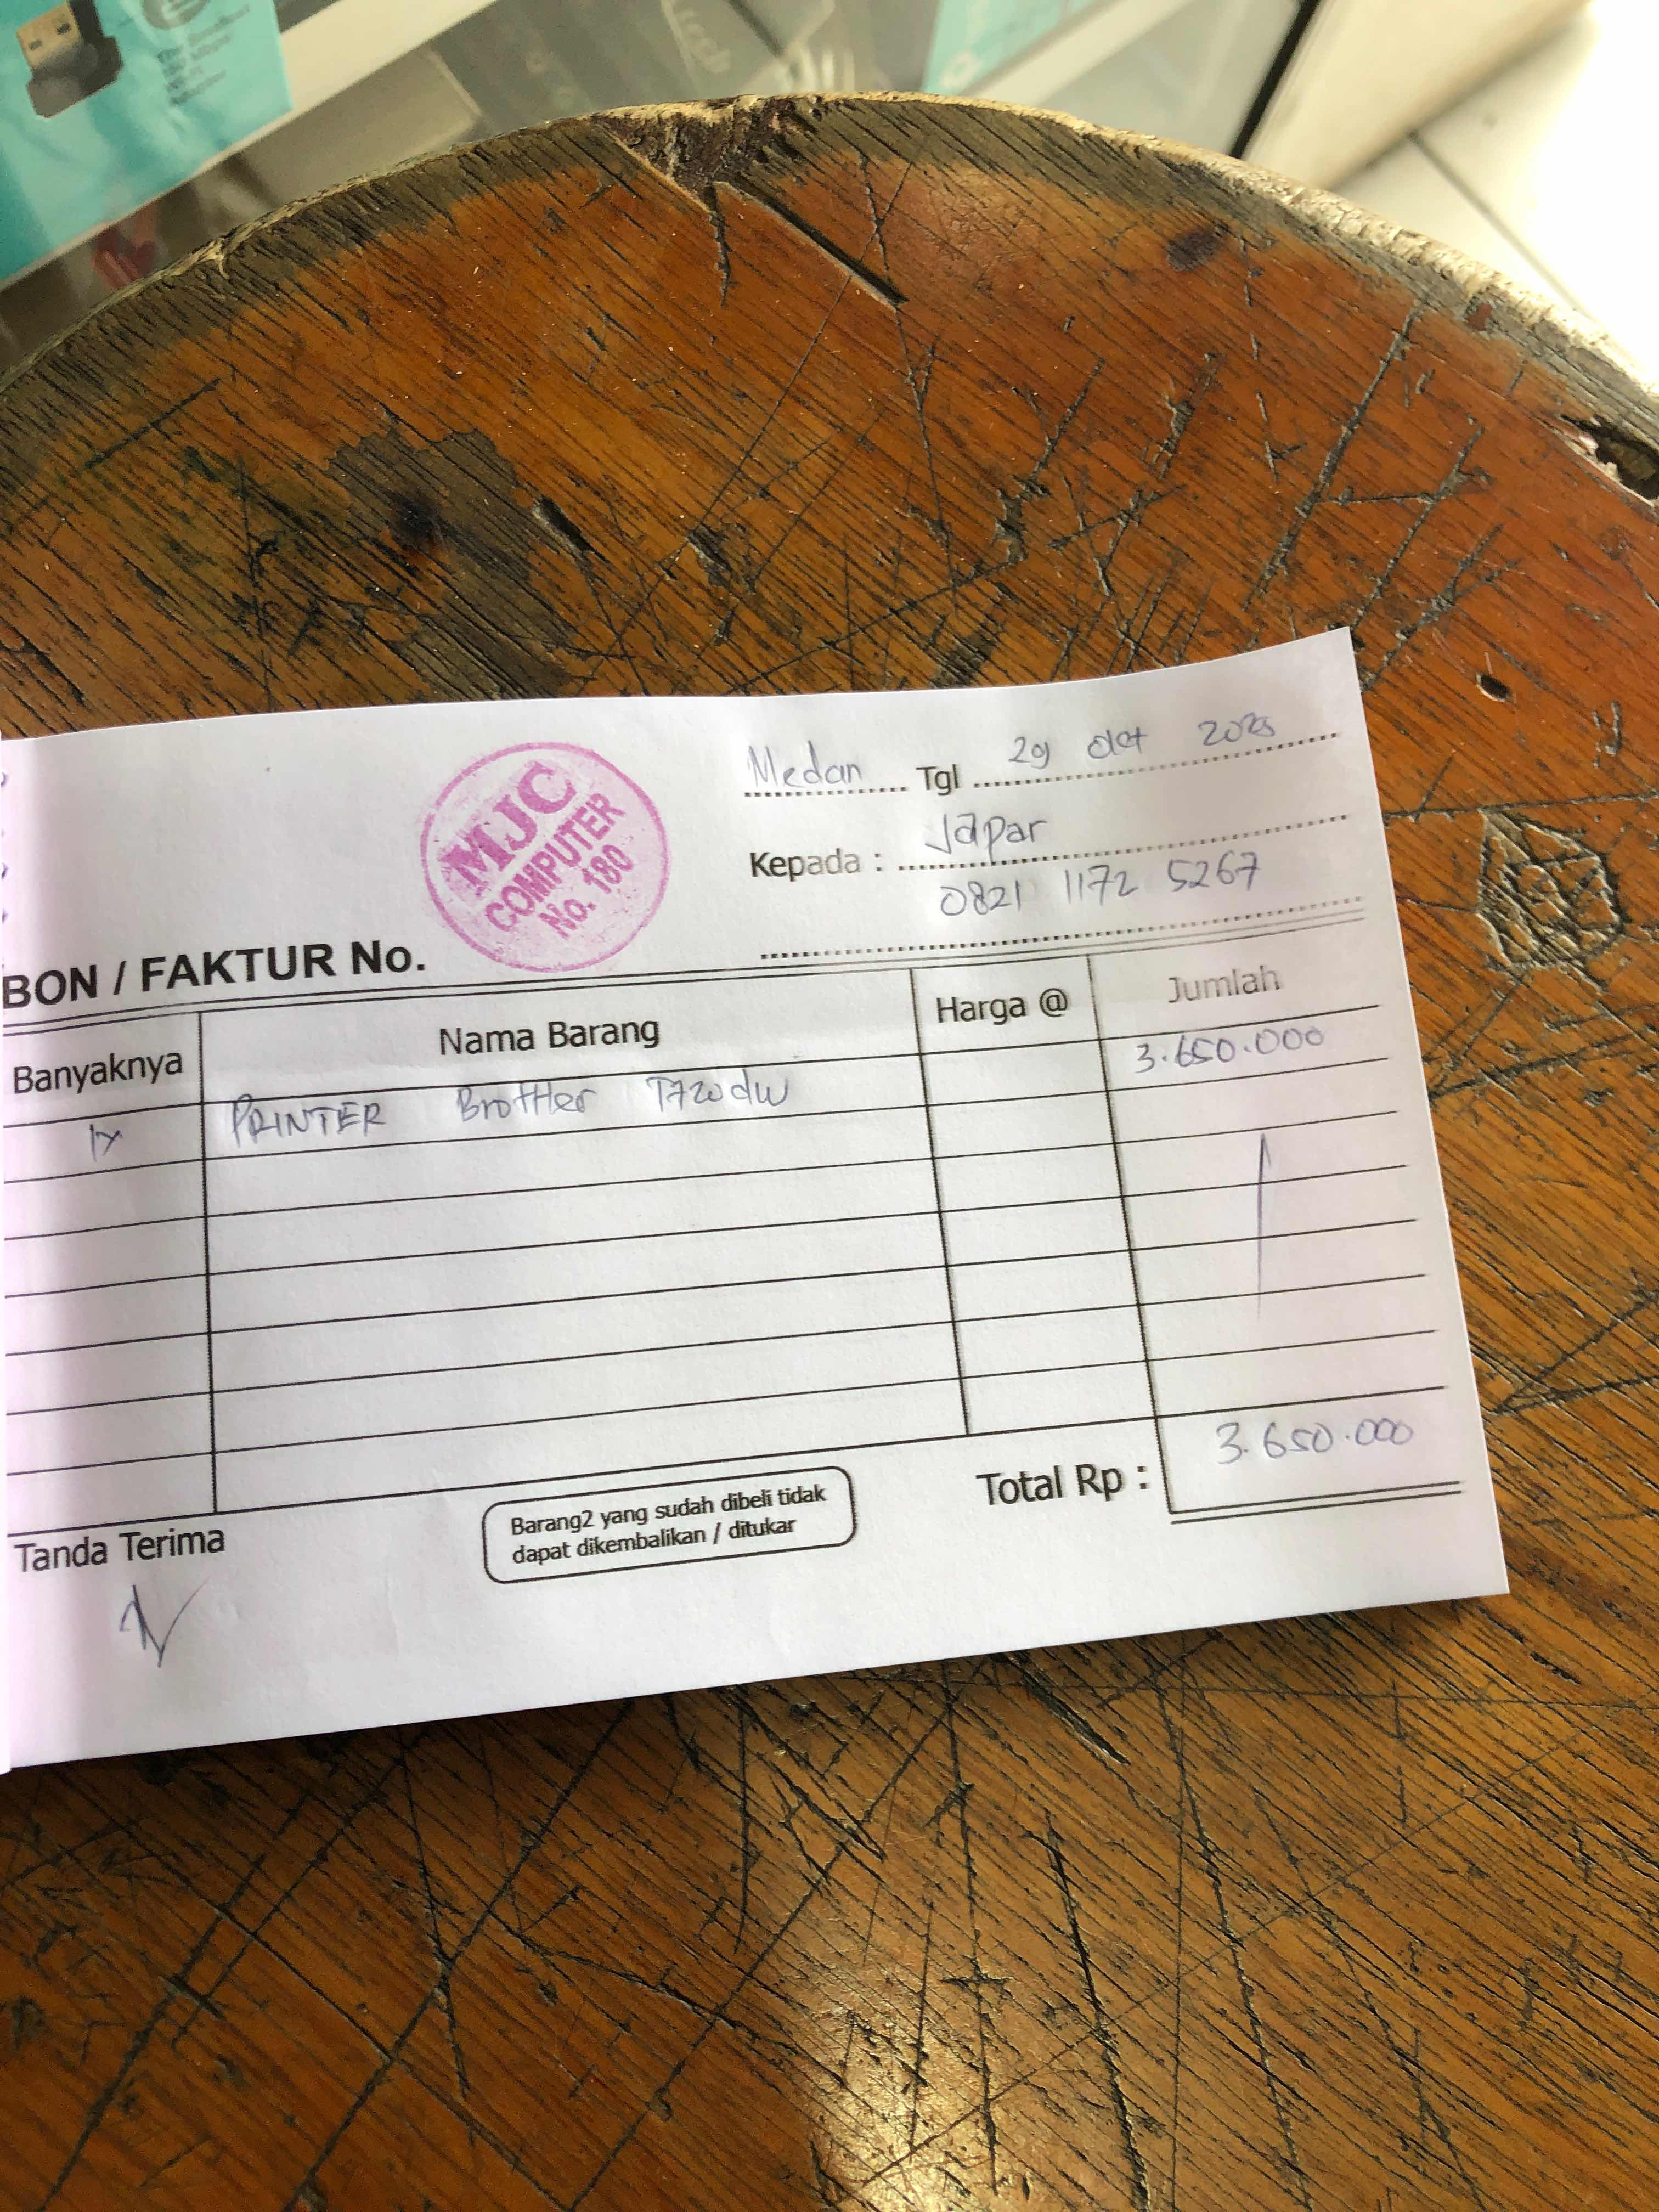 MJC
COMPUTER
No. 180
Medan Tgl 29 Oct 2025
Kepada : Japar
0821 1172 5267
BON / FAKTUR No.
Banyaknya Nama Barang Harga @ Jumlah
1x PRINTER Brother T720dw 3.650.000
Total Rp : 3.650.000
Tanda Terima
Barang2 yang sudah dibeli tidak
dapat dikembalikan / ditukar